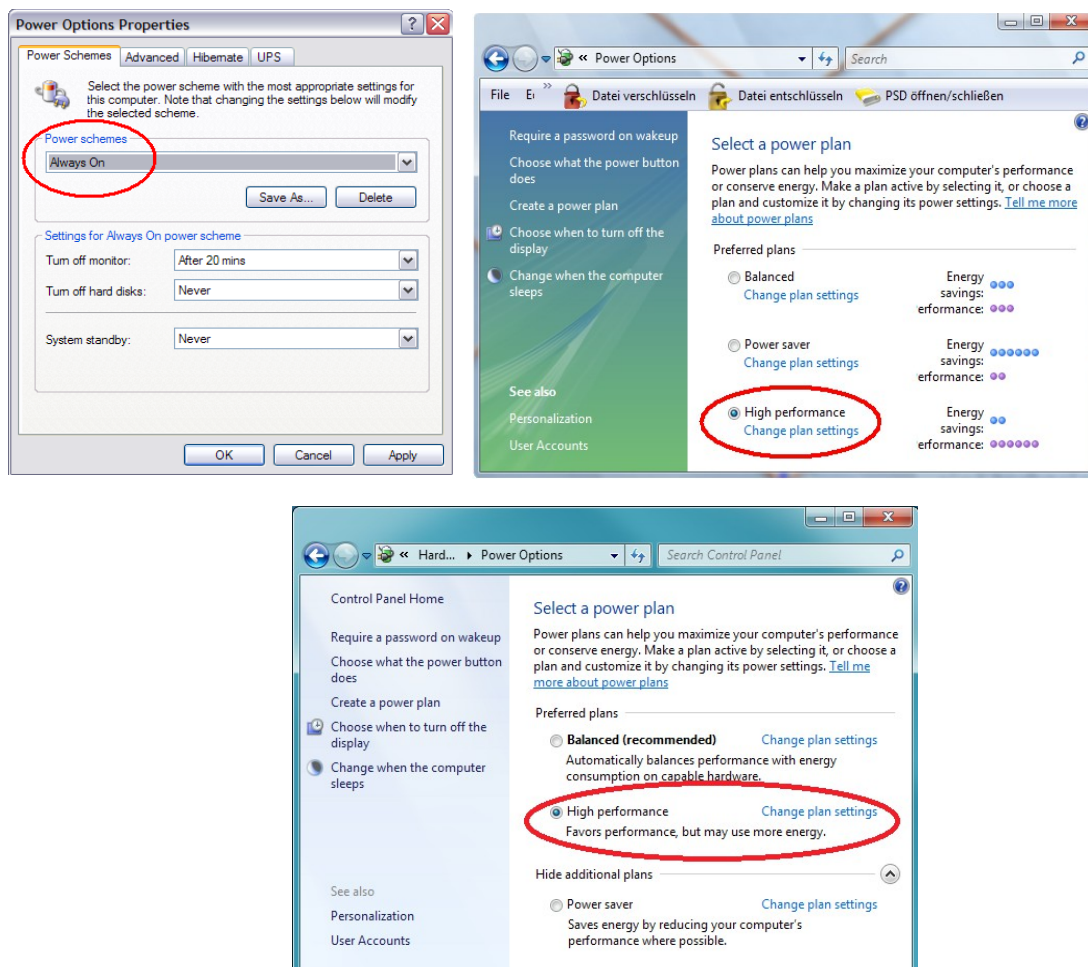 Power Options Properties
Power Schemes Advanced Hibernate UPS
Select the power scheme with the most appropriate settings for
this computer. Note that changing the settings below will modify
the selected scheme.
Power schemes
Always On
Save As... Delete
Settings for Always On power scheme
Turn off monitor: After 20 mins
Turn off hard disks: Never
System standby: Never
OK Cancel Apply
« Power Options Search
File Ei » Datei verschlüsseln Datei entschlüsseln PSD öffnen/schließen
Require a password on wakeup
Choose what the power button
does
Create a power plan
Choose when to turn off the
display
Change when the computer
sleeps
See also
Personalization
User Accounts
Select a power plan
Power plans can help you maximize your computer's performance
or conserve energy. Make a plan active by selecting it, or choose a
plan and customize it by changing its power settings. Tell me more
about power plans
Preferred plans
Balanced Energy
Change plan settings savings:
erformance:
Power saver Energy
Change plan settings savings:
erformance:
High performance Energy
Change plan settings savings:
erformance:
« Hard... Power Options Search Control Panel
Control Panel Home
Require a password on wakeup
Choose what the power button
does
Create a power plan
Choose when to turn off the
display
Change when the computer
sleeps
See also
Personalization
User Accounts
Select a power plan
Power plans can help you maximize your computer's performance
or conserve energy. Make a plan active by selecting it, or choose a
plan and customize it by changing its power settings. Tell me
more about power plans
Preferred plans
Balanced (recommended) Change plan settings
Automatically balances performance with energy
consumption on capable hardware.
High performance Change plan settings
Favors performance, but may use more energy.
Hide additional plans
Power saver Change plan settings
Saves energy by reducing your computer's
performance where possible.